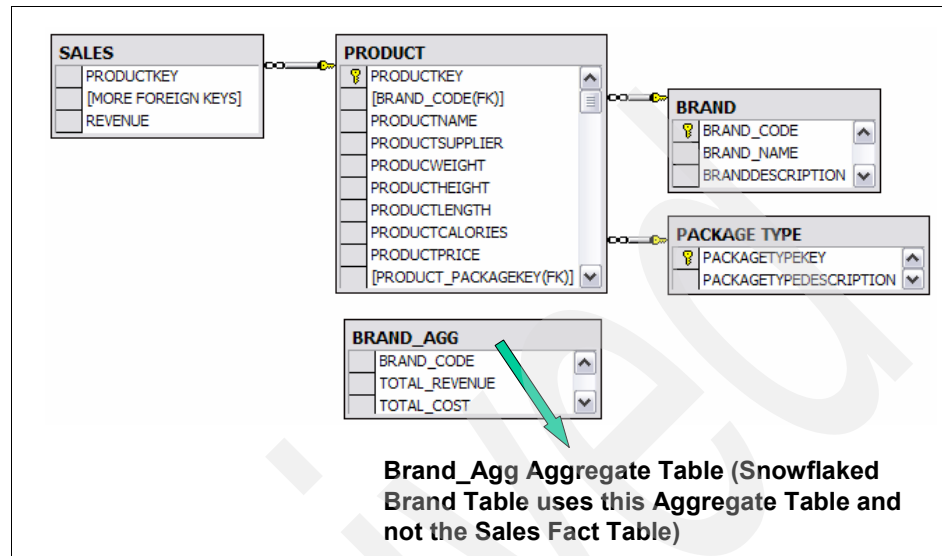 SALES
PRODUCTKEY
[MORE FOREIGN KEYS]
REVENUE
PRODUCT
PRODUCTKEY
[BRAND_CODE(FK)]
PRODUCTNAME
PRODUCTSUPPLIER
PRODUCWEIGHT
PRODUCTHEIGHT
PRODUCTLENGTH
PRODUCTCALORIES
PRODUCTPRICE
[PRODUCT_PACKAGEKEY(FK)]
BRAND
BRAND_CODE
BRAND_NAME
BRANDDESCRIPTION
PACKAGE TYPE
PACKAGETYPEKEY
PACKAGETYPEDESCRIPTION
BRAND_AGG
BRAND_CODE
TOTAL_REVENUE
TOTAL_COST
Brand_Agg Aggregate Table (Snowflaked
Brand Table uses this Aggregate Table and
not the Sales Fact Table)